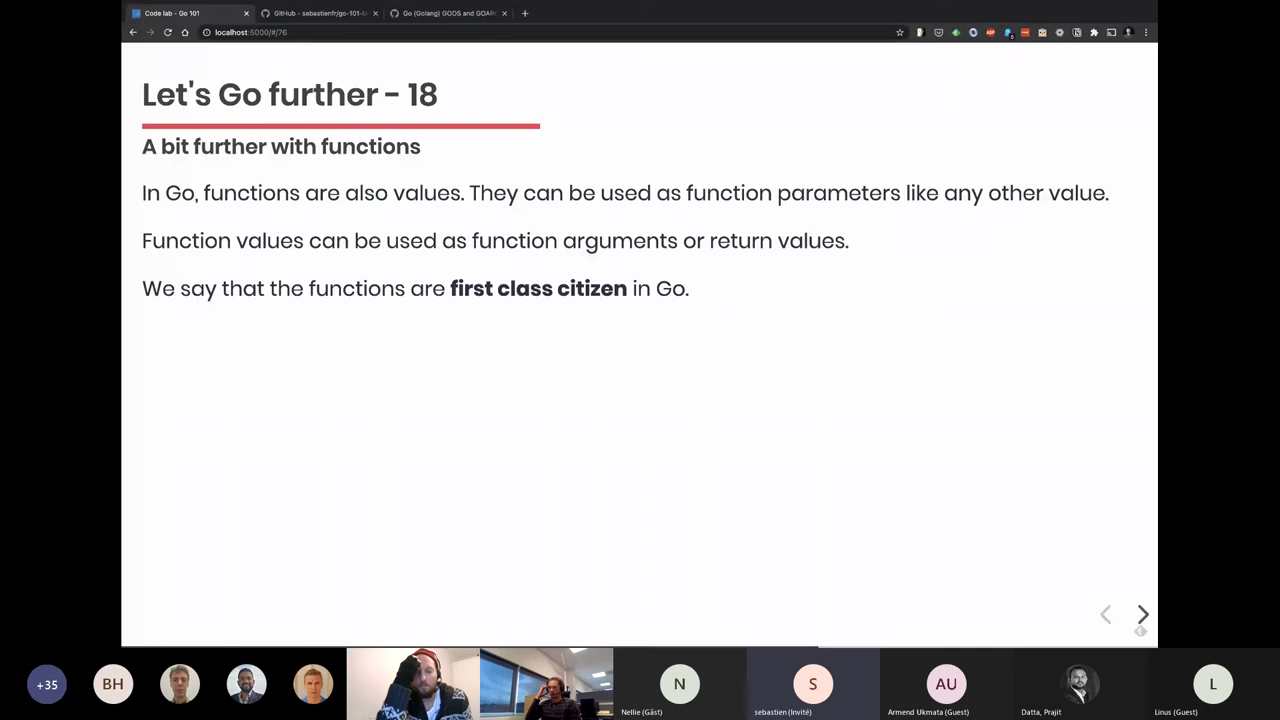 Code lab - Go 101
GitHub - sebastienfr/go-101-M
Go (Golang) GOOS and GOAR
localhost:5000/#/76
Let's Go further - 18
A bit further with functions
In Go, functions are also values. They can be used as function parameters like any other value.
Function values can be used as function arguments or return values.
We say that the functions are first class citizen in Go.
+35
BH
N
S
AU
L
Nellie (Gäst)
sebastien (Invité)
Armend Ukmata (Guest)
Datta, Prajit
Linus (Guest)